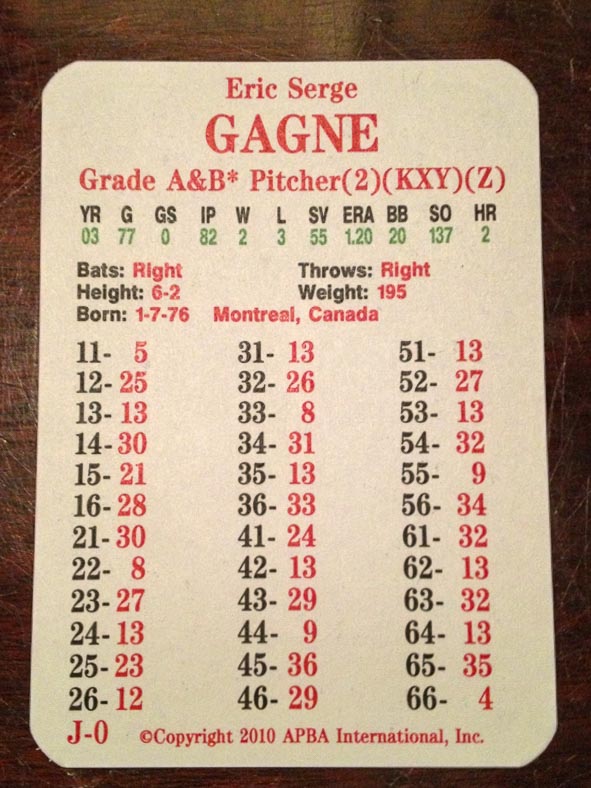 Eric Serge
GAGNE
Grade A&B* Pitcher(2)(KXY)(Z)
YR G GS IP W L SV ERA BB SO HR
03 77 0 82 2 3 55 1.20 20 137 2
Bats: Right Throws: Right
Height: 6-2 Weight: 195
Born: 1-7-76 Montreal, Canada
11- 5 31- 13 51- 13
12- 25 32- 26 52- 27
13- 13 33- 8 53- 13
14- 30 34- 31 54- 32
15- 21 35- 13 55- 9
16- 28 36- 33 56- 34
21- 30 41- 24 61- 32
22- 8 42- 13 62- 13
23- 27 43- 29 63- 32
24- 13 44- 9 64- 13
25- 23 45- 36 65- 35
26- 12 46- 29 66- 4
J-0 ©Copyright 2010 APBA International, Inc.